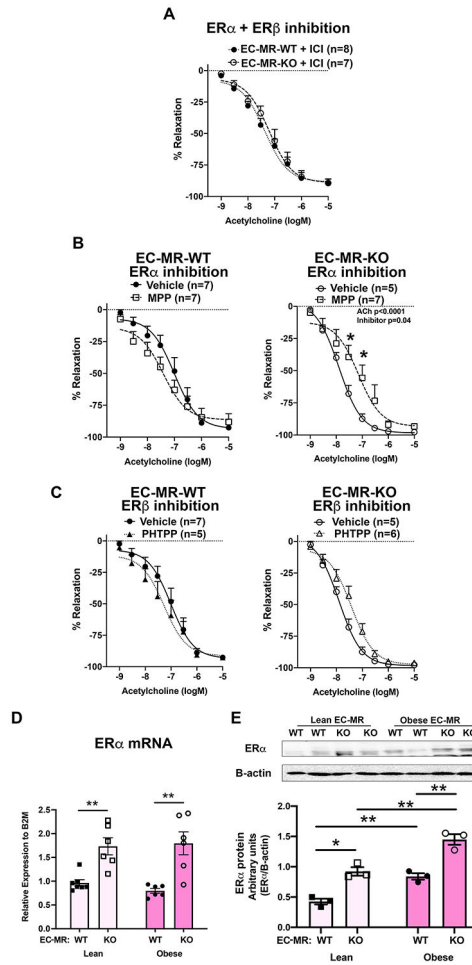 A
ERα + ERβ inhibition
EC-MR-WT + ICI (n=8)
EC-MR-KO + ICI (n=7)
0
-25
-50
-75
-100
% Relaxation
-9 -8 -7 -6 -5
Acetylcholine (logM)
B
EC-MR-WT
ERα inhibition
Vehicle (n=7)
MPP (n=7)
0
-25
-50
-75
-100
% Relaxation
-9 -8 -7 -6 -5
Acetylcholine (logM)
EC-MR-KO
ERα inhibition
Vehicle (n=5)
MPP (n=7)
ACh p<0.0001
Inhibitor p=0.04
* *
0
-25
-50
-75
-100
% Relaxation
-9 -8 -7 -6 -5
Acetylcholine (logM)
C
EC-MR-WT
ERβ inhibition
Vehicle (n=7)
PHTPP (n=5)
0
-25
-50
-75
-100
% Relaxation
-9 -8 -7 -6 -5
Acetylcholine (logM)
EC-MR-KO
ERβ inhibition
Vehicle (n=5)
PHTPP (n=6)
0
-25
-50
-75
-100
% Relaxation
-9 -8 -7 -6 -5
Acetylcholine (logM)
D
ERα mRNA
** **
2.5
2.0
1.5
1.0
0.5
0.0
Relative Expression to B2M
EC-MR: WT KO WT KO
Lean Obese
E
Lean EC-MR Obese EC-MR
WT WT KO KO WT WT KO KO
ERα
B-actin
**
**
**
*
2.0
1.5
1.0
0.5
0.0
ERα protein
Arbitrary units
(ERα/B-actin)
EC-MR: WT KO WT KO
Lean Obese